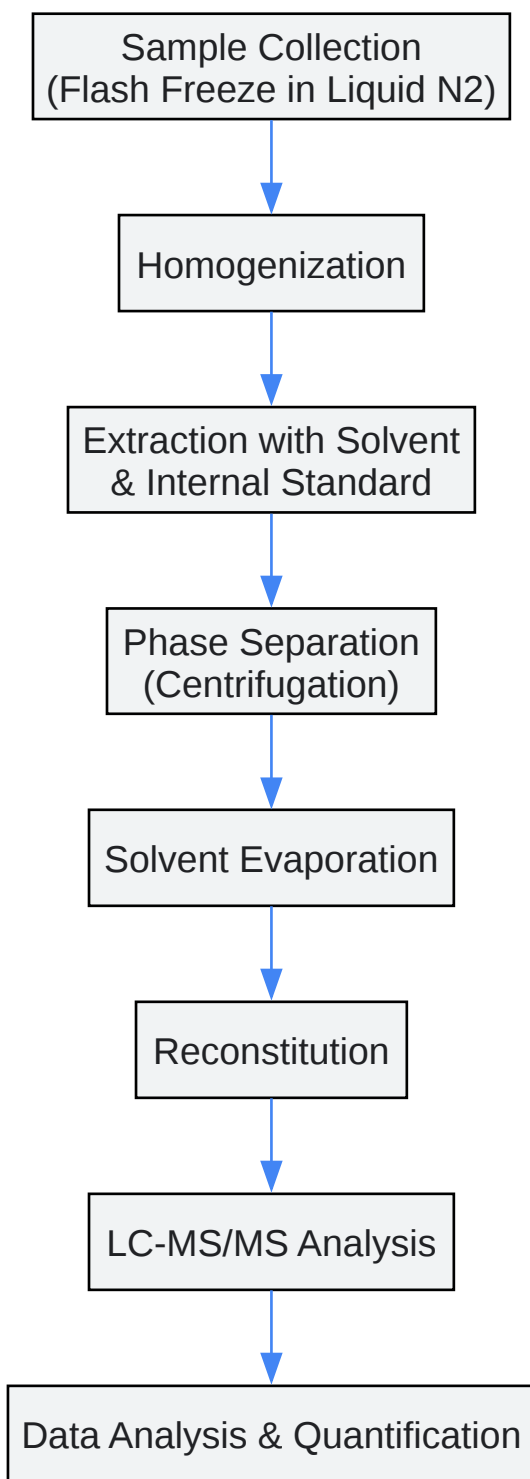 Sample Collection
(Flash Freeze in Liquid N2)
Homogenization
Extraction with Solvent
& Internal Standard
Phase Separation
(Centrifugation)
Solvent Evaporation
Reconstitution
LC-MS/MS Analysis
Data Analysis & Quantification